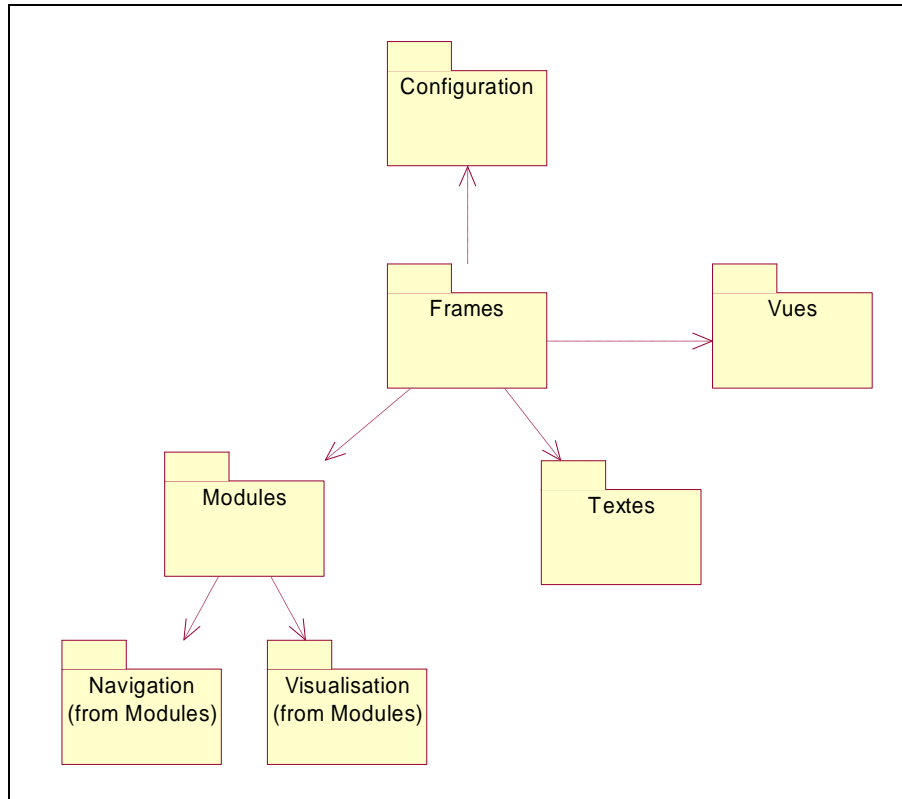 Configuration
Frames
Vues
Modules
Textes
Navigation
(from Modules)
Visualisation
(from Modules)